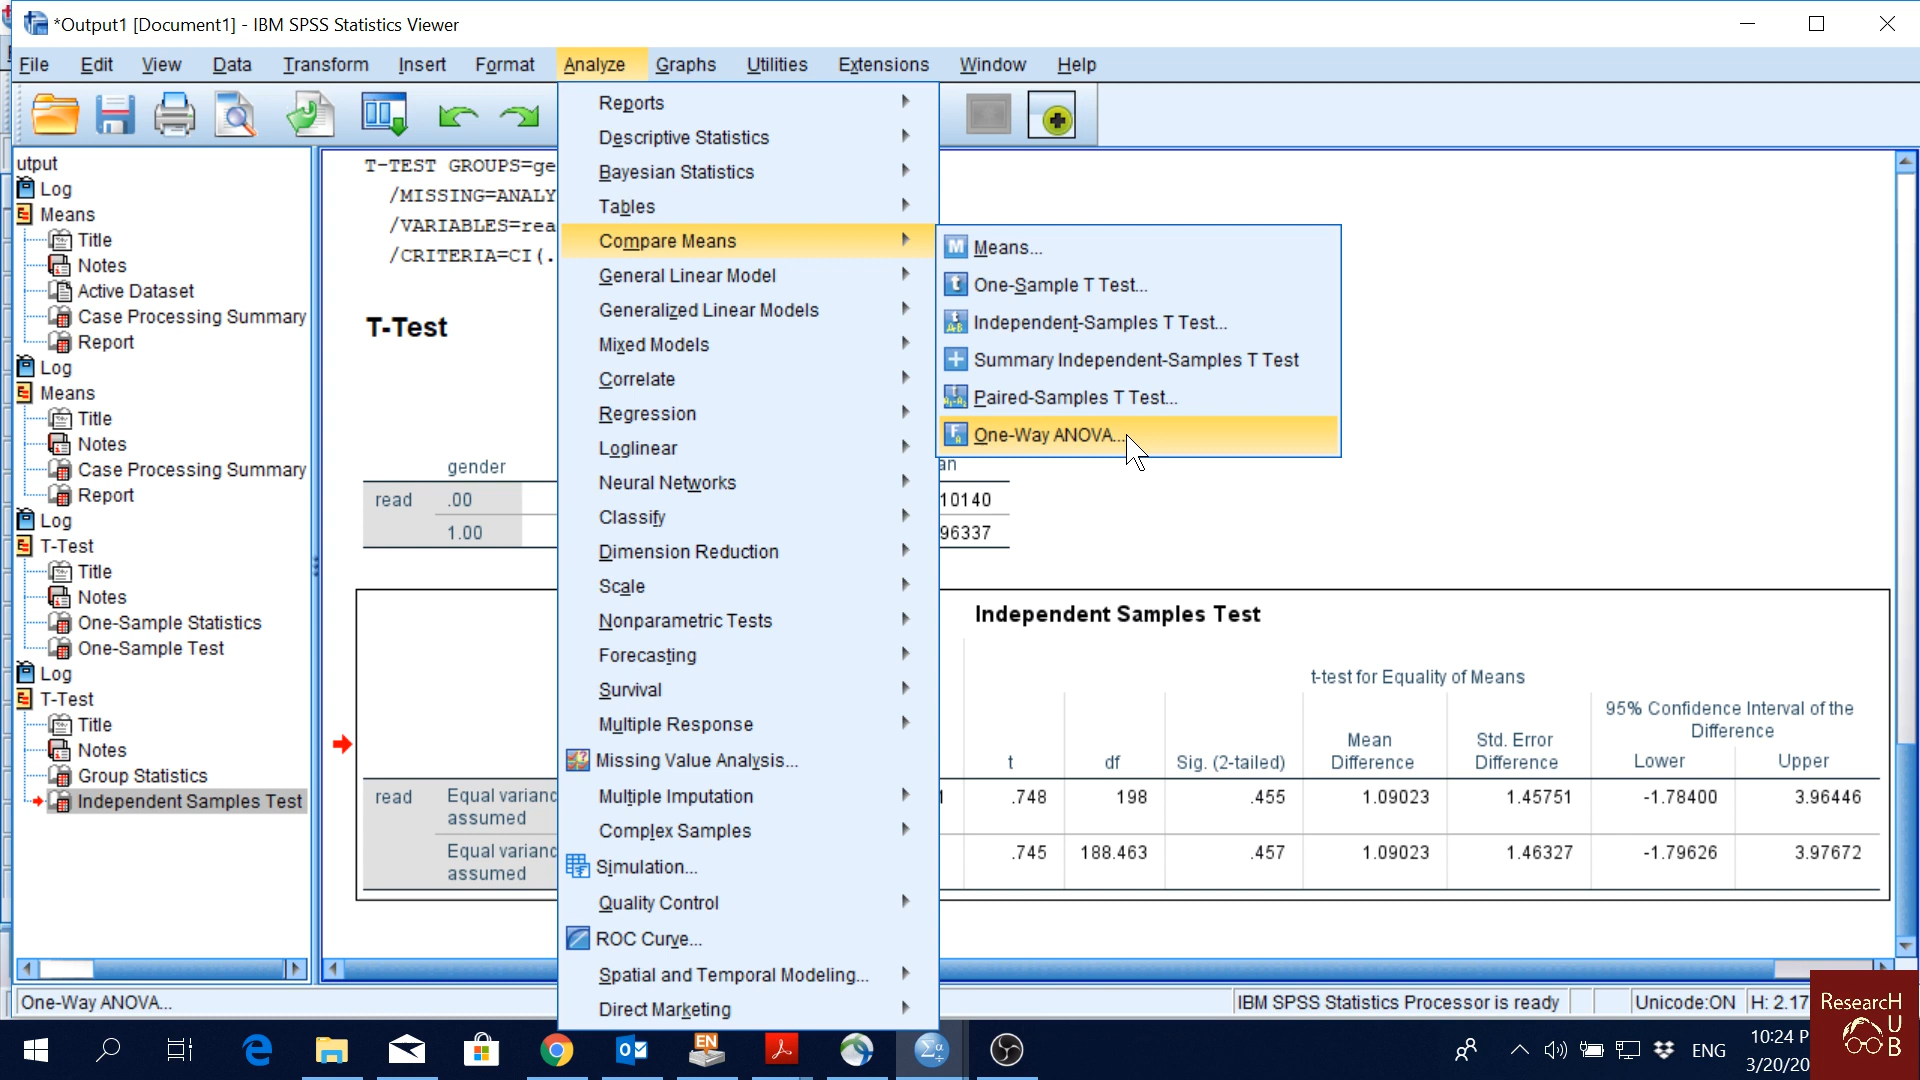 *Output1 [Document1] - IBM SPSS Statistics Viewer
File Edit View Data Transform Insert Format Analyze Graphs Utilities Extensions Window Help
utput
Log
Means
Title
Notes
Active Dataset
Case Processing Summary
Report
Log
Means
Title
Notes
Case Processing Summary
Report
Log
T-Test
Title
Notes
One-Sample Statistics
One-Sample Test
Log
T-Test
Title
Notes
Group Statistics
Independent Samples Test
T-TEST GROUPS=ge
/MISSING=ANALY
/VARIABLES=rea
/CRITERIA=CI(.
T-Test
gender
read .00 10140
1.00 96337
Reports
Descriptive Statistics
Bayesian Statistics
Tables
Compare Means
General Linear Model
Generalized Linear Models
Mixed Models
Correlate
Regression
Loglinear
Neural Networks
Classify
Dimension Reduction
Scale
Nonparametric Tests
Forecasting
Survival
Multiple Response
Missing Value Analysis...
Multiple Imputation
Complex Samples
Simulation...
Quality Control
ROC Curve...
Spatial and Temporal Modeling...
Direct Marketing
Means...
One-Sample T Test...
Independent-Samples T Test...
Summary Independent-Samples T Test
Paired-Samples T Test...
One-Way ANOVA...
Independent Samples Test
t-test for Equality of Means
95% Confidence Interval of the
Difference
t df Sig. (2-tailed) Mean Difference Std. Error Difference Lower Upper
read Equal varianc assumed .748 198 .455 1.09023 1.45751 -1.78400 3.96446
Equal varianc assumed .745 188.463 .457 1.09023 1.46327 -1.79626 3.97672
One-Way ANOVA...
IBM SPSS Statistics Processor is ready Unicode:ON H: 2.17
ResearcH
U
B
EN
ENG
10:24 P
3/20/20